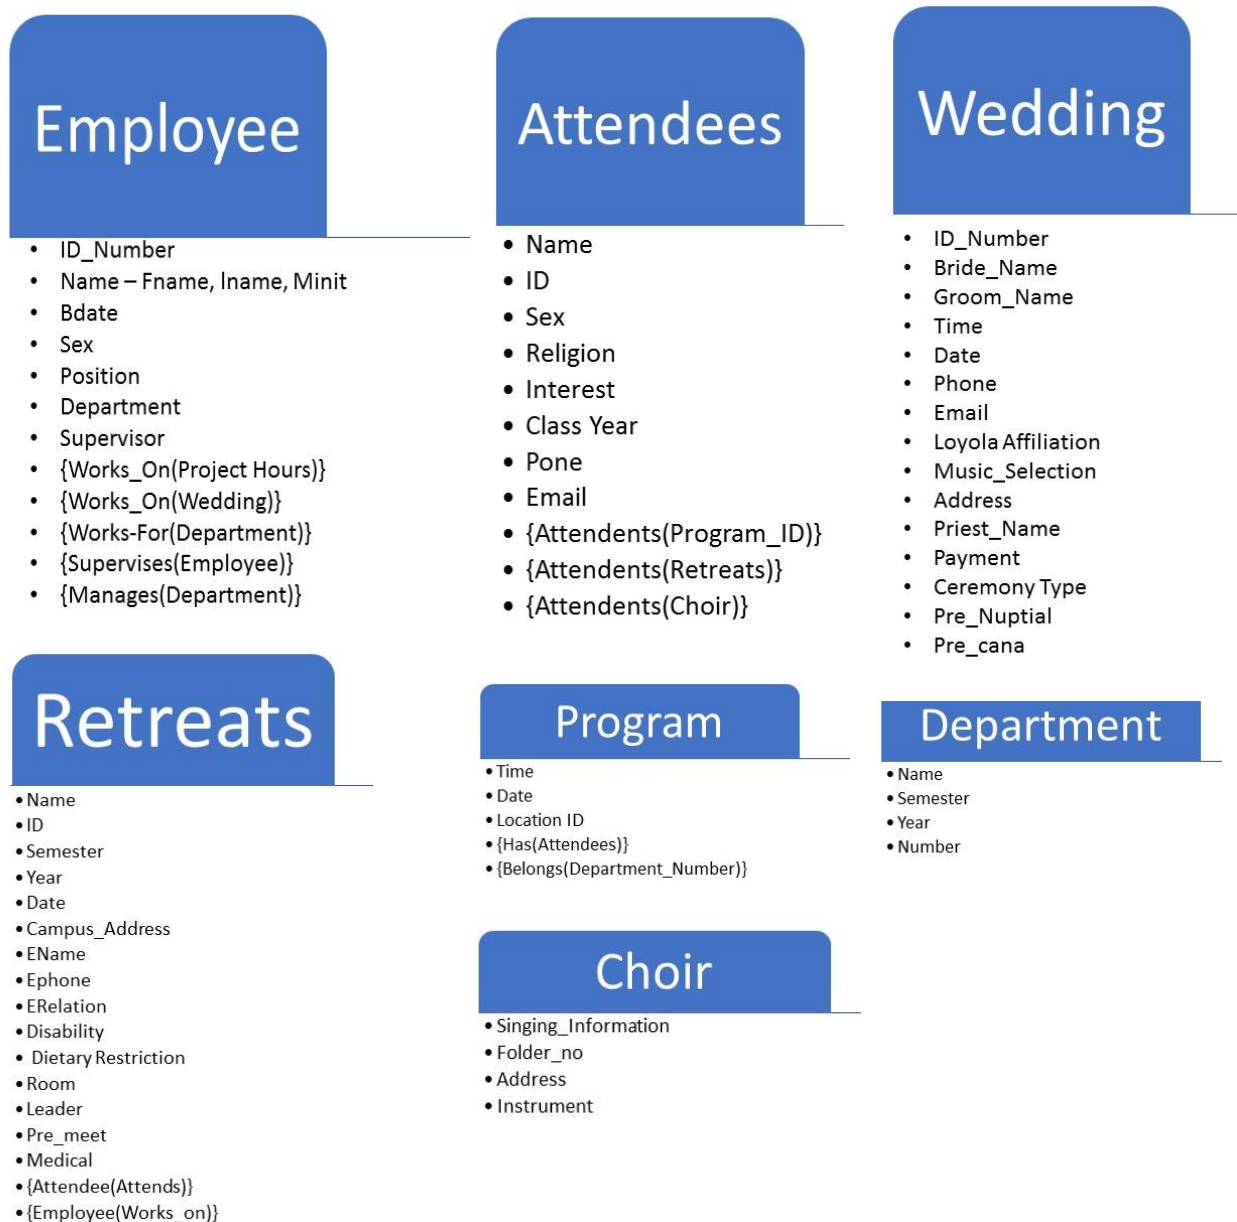 Employee
• ID_Number
• Name – Fname, lname, Minit
• Bdate
• Sex
• Position
• Department
• Supervisor
• {Works_On(Project Hours)}
• {Works_On(Wedding)}
• {Works-For(Department)}
• {Supervises(Employee)}
• {Manages(Department)}
Attendees
• Name
• ID
• Sex
• Religion
• Interest
• Class Year
• Pone
• Email
• {Attendents(Program_ID)}
• {Attendents(Retreats)}
• {Attendents(Choir)}
Wedding
• ID_Number
• Bride_Name
• Groom_Name
• Time
• Date
• Phone
• Email
• Loyola Affiliation
• Music_Selection
• Address
• Priest_Name
• Payment
• Ceremony Type
• Pre_Nuptial
• Pre_cana
Retreats
• Name
• ID
• Semester
• Year
• Date
• Campus_Address
• EName
• Ephone
• ERelation
• Disability
• Dietary Restriction
• Room
• Leader
• Pre_meet
• Medical
• {Attendee(Attends)}
• {Employee(Works_on)}
Program
• Time
• Date
• Location ID
• {Has(Attendees)}
• {Belongs(Department_Number)}
Department
• Name
• Semester
• Year
• Number
Choir
• Singing_Information
• Folder_no
• Address
• Instrument